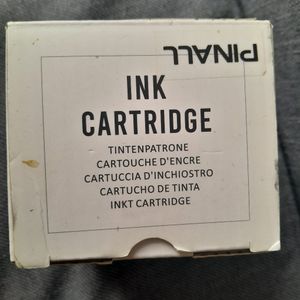 PINALL
INK
CARTRIDGE
TINTENPATRONE
CARTOUCHE D'ENCRE
CARTUCCIA D'INCHIOSTRO
CARTUCHO DE TINTA
INKT CARTRIDGE